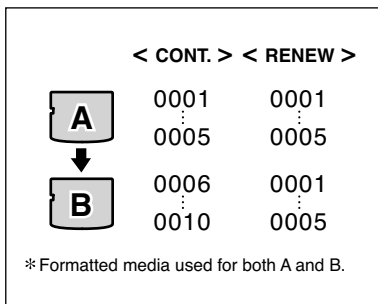 < CONT. > < RENEW >
A
0001 0001
⋮ ⋮
0005 0005
B
0006 0001
⋮ ⋮
0010 0005
*Formatted media used for both A and B.